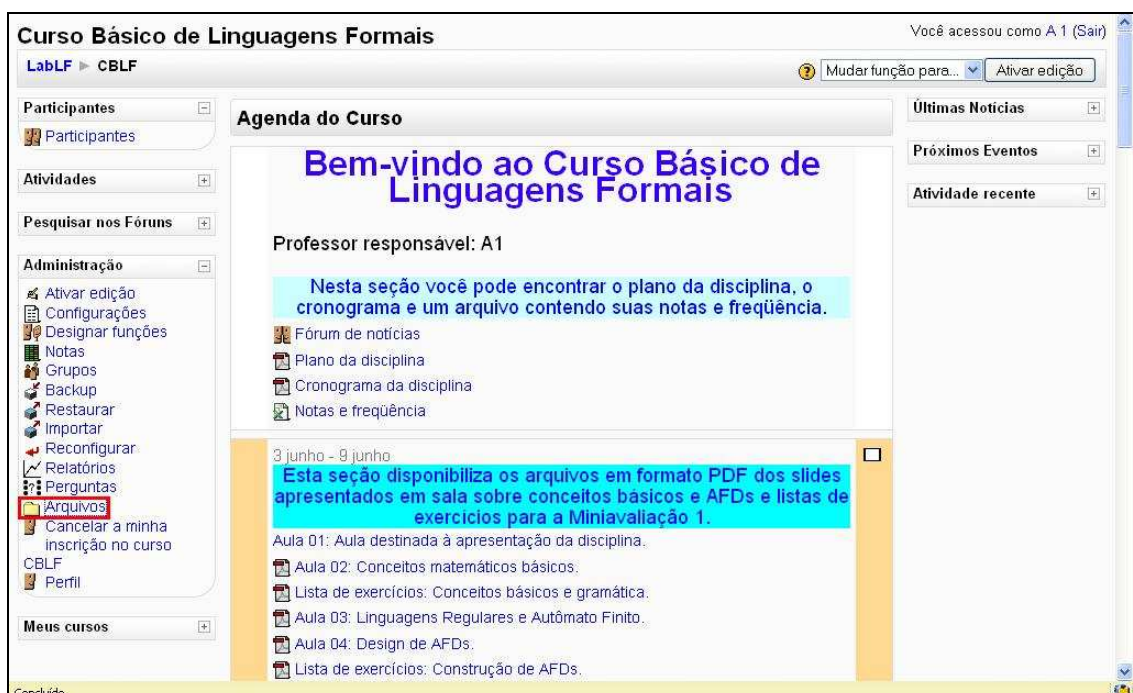 Curso Básico de Linguagens Formais
Você acessou como A 1 (Sair)
LabLF ► CBLF
Mudar função para...
Ativar edição
Participantes
Participantes
Atividades
Pesquisar nos Fóruns
Administração
Ativar edição
Configurações
Designar funções
Notas
Grupos
Backup
Restaurar
Importar
Reconfigurar
Relatórios
Perguntas
Arquivos
Cancelar a minha
inscrição no curso
CBLF
Perfil
Meus cursos
Agenda do Curso
Bem-vindo ao Curso Básico de
Linguagens Formais
Professor responsável: A1
Nesta seção você pode encontrar o plano da disciplina, o
cronograma e um arquivo contendo suas notas e freqüência.
Fórum de notícias
Plano da disciplina
Cronograma da disciplina
Notas e freqüência
3 junho - 9 junho
Esta seção disponibiliza os arquivos em formato PDF dos slides
apresentados em sala sobre conceitos básicos e AFDs e listas de
exercícios para a Miniavaliação 1.
Aula 01: Aula destinada à apresentação da disciplina.
Aula 02: Conceitos matemáticos básicos.
Lista de exercícios: Conceitos básicos e gramática.
Aula 03: Linguagens Regulares e Autômato Finito.
Aula 04: Design de AFDs.
Lista de exercícios: Construção de AFDs.
Últimas Notícias
Próximos Eventos
Atividade recente
Concluído